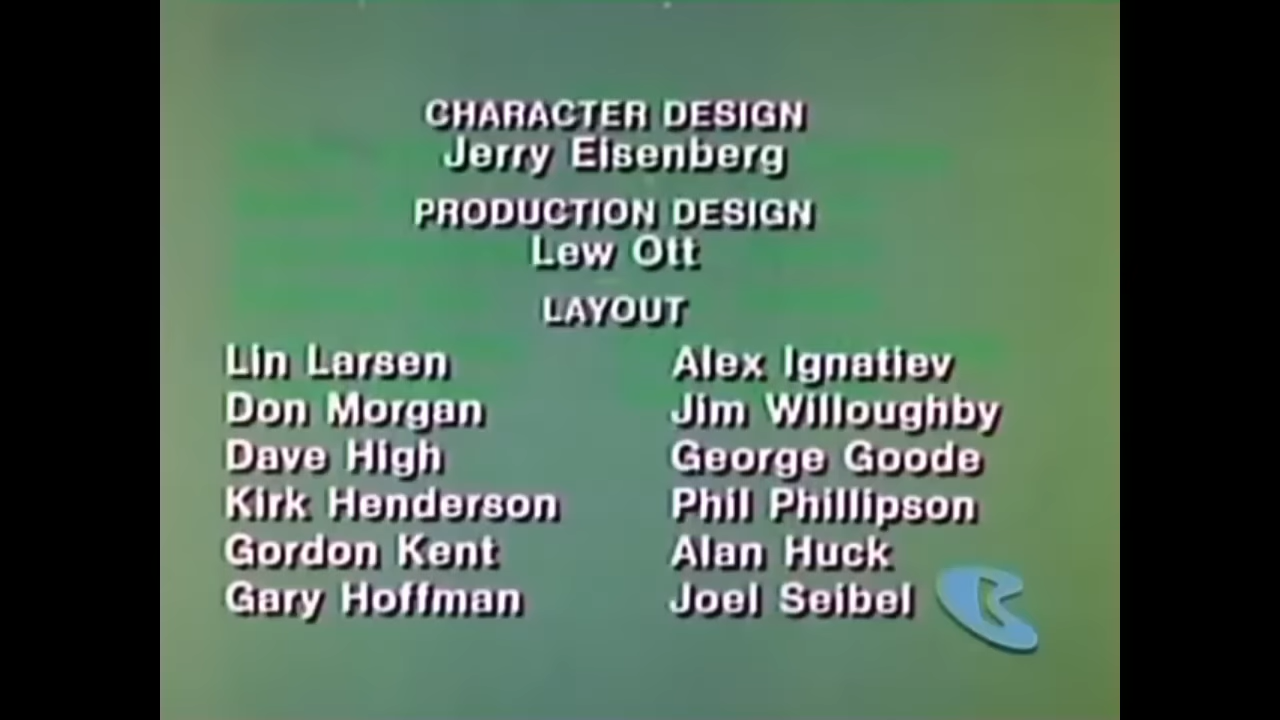 CHARACTER DESIGN
Jerry Eisenberg
PRODUCTION DESIGN
Lew Ott
LAYOUT
Lin Larsen
Don Morgan
Dave High
Kirk Henderson
Gordon Kent
Gary Hoffman
Alex Ignatiev
Jim Willoughby
George Goode
Phil Phillipson
Alan Huck
Joel Seibel